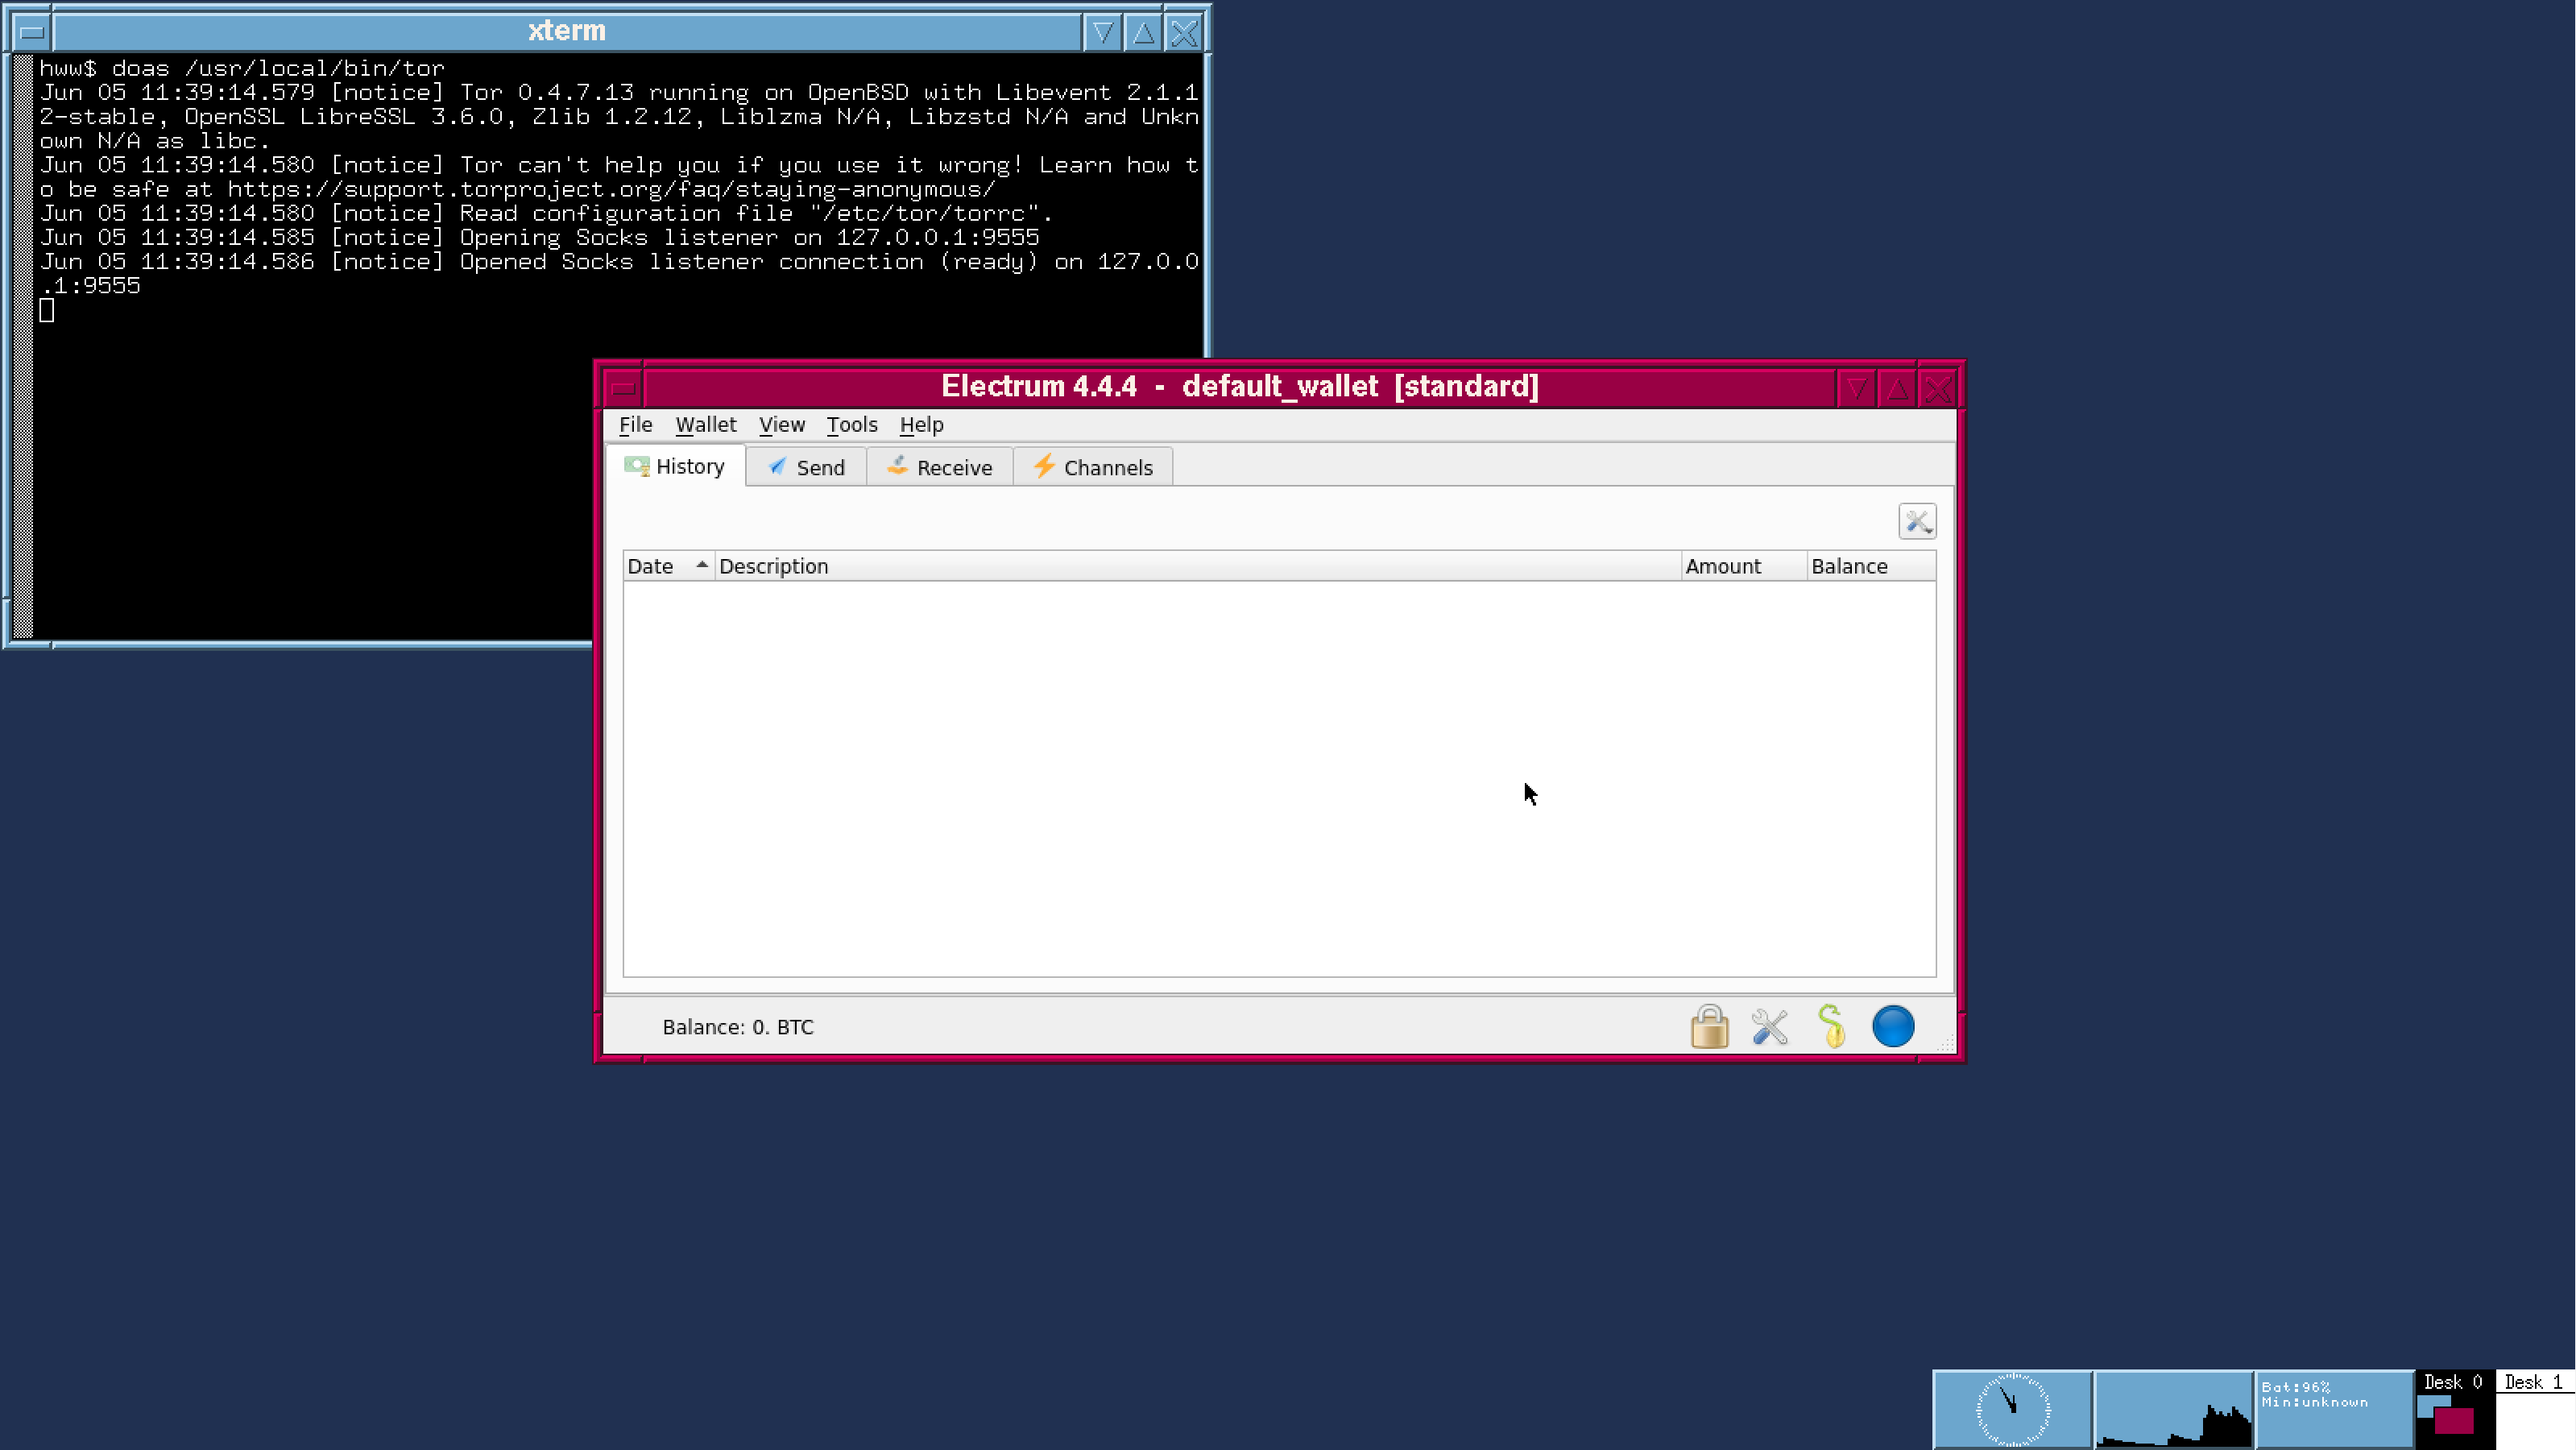 xterm
hww$ doas /usr/local/bin/tor
Jun 05 11:39:14.579 [notice] Tor 0.4.7.13 running on OpenBSD with Libevent 2.1.1
2-stable, OpenSSL LibreSSL 3.6.0, Zlib 1.2.12, Liblzma N/A, Libzstd N/A and Unkn
own N/A as libc.
Jun 05 11:39:14.580 [notice] Tor can't help you if you use it wrong! Learn how t
o be safe at https://support.torproject.org/faq/staying-anonymous/
Jun 05 11:39:14.580 [notice] Read configuration file "/etc/tor/torrc".
Jun 05 11:39:14.585 [notice] Opening Socks listener on 127.0.0.1:9555
Jun 05 11:39:14.586 [notice] Opened Socks listener connection (ready) on 127.0.0
.1:9555
Electrum 4.4.4 - default_wallet [standard]
File Wallet View Tools Help
History Send Receive Channels
Date Description Amount Balance
Balance: 0. BTC
Bat:96%
Min:unknown
Desk 0 Desk 1